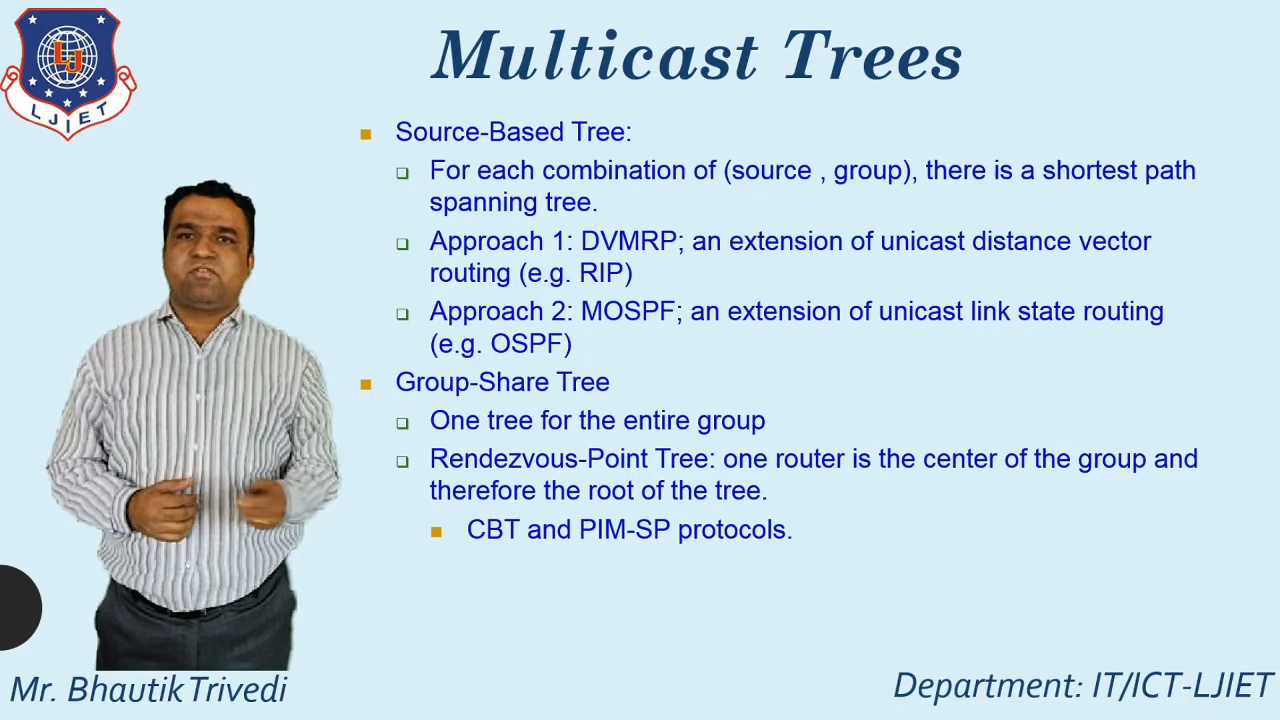 Multicast Trees
LJ
LJIET
Source-Based Tree:
For each combination of (source , group), there is a shortest path
spanning tree.
Approach 1: DVMRP; an extension of unicast distance vector
routing (e.g. RIP)
Approach 2: MOSPF; an extension of unicast link state routing
(e.g. OSPF)
Group-Share Tree
One tree for the entire group
Rendezvous-Point Tree: one router is the center of the group and
therefore the root of the tree.
CBT and PIM-SP protocols.
Mr. Bhautik Trivedi
Department: IT/ICT-LJIET